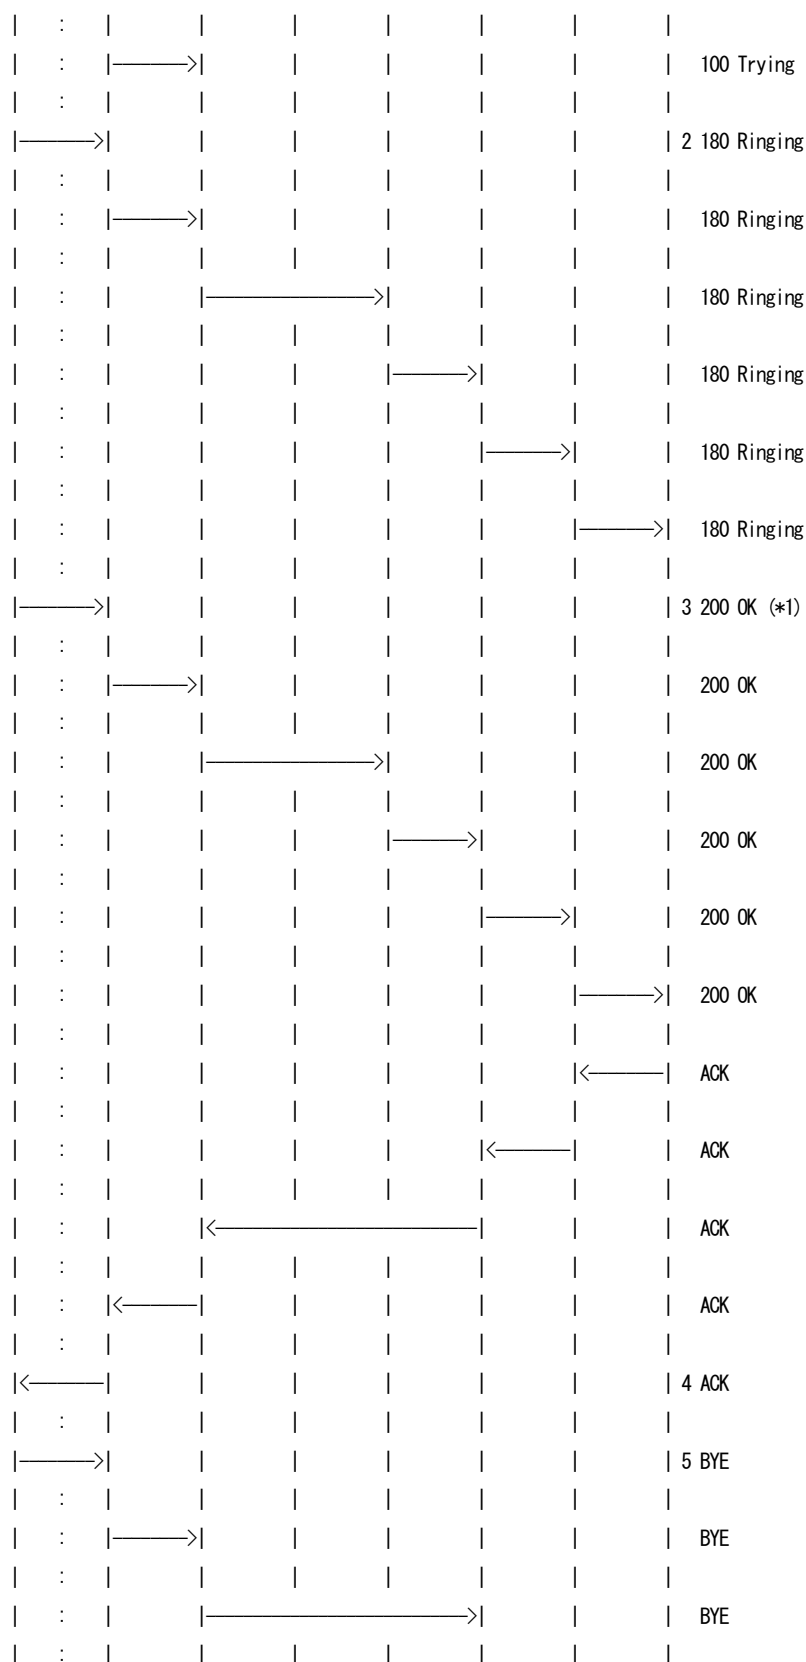 100 Trying
2 180 Ringing
180 Ringing
180 Ringing
180 Ringing
180 Ringing
180 Ringing
3 200 OK (*1)
200 OK
200 OK
200 OK
200 OK
200 OK
ACK
ACK
ACK
ACK
4 ACK
5 BYE
BYE
BYE